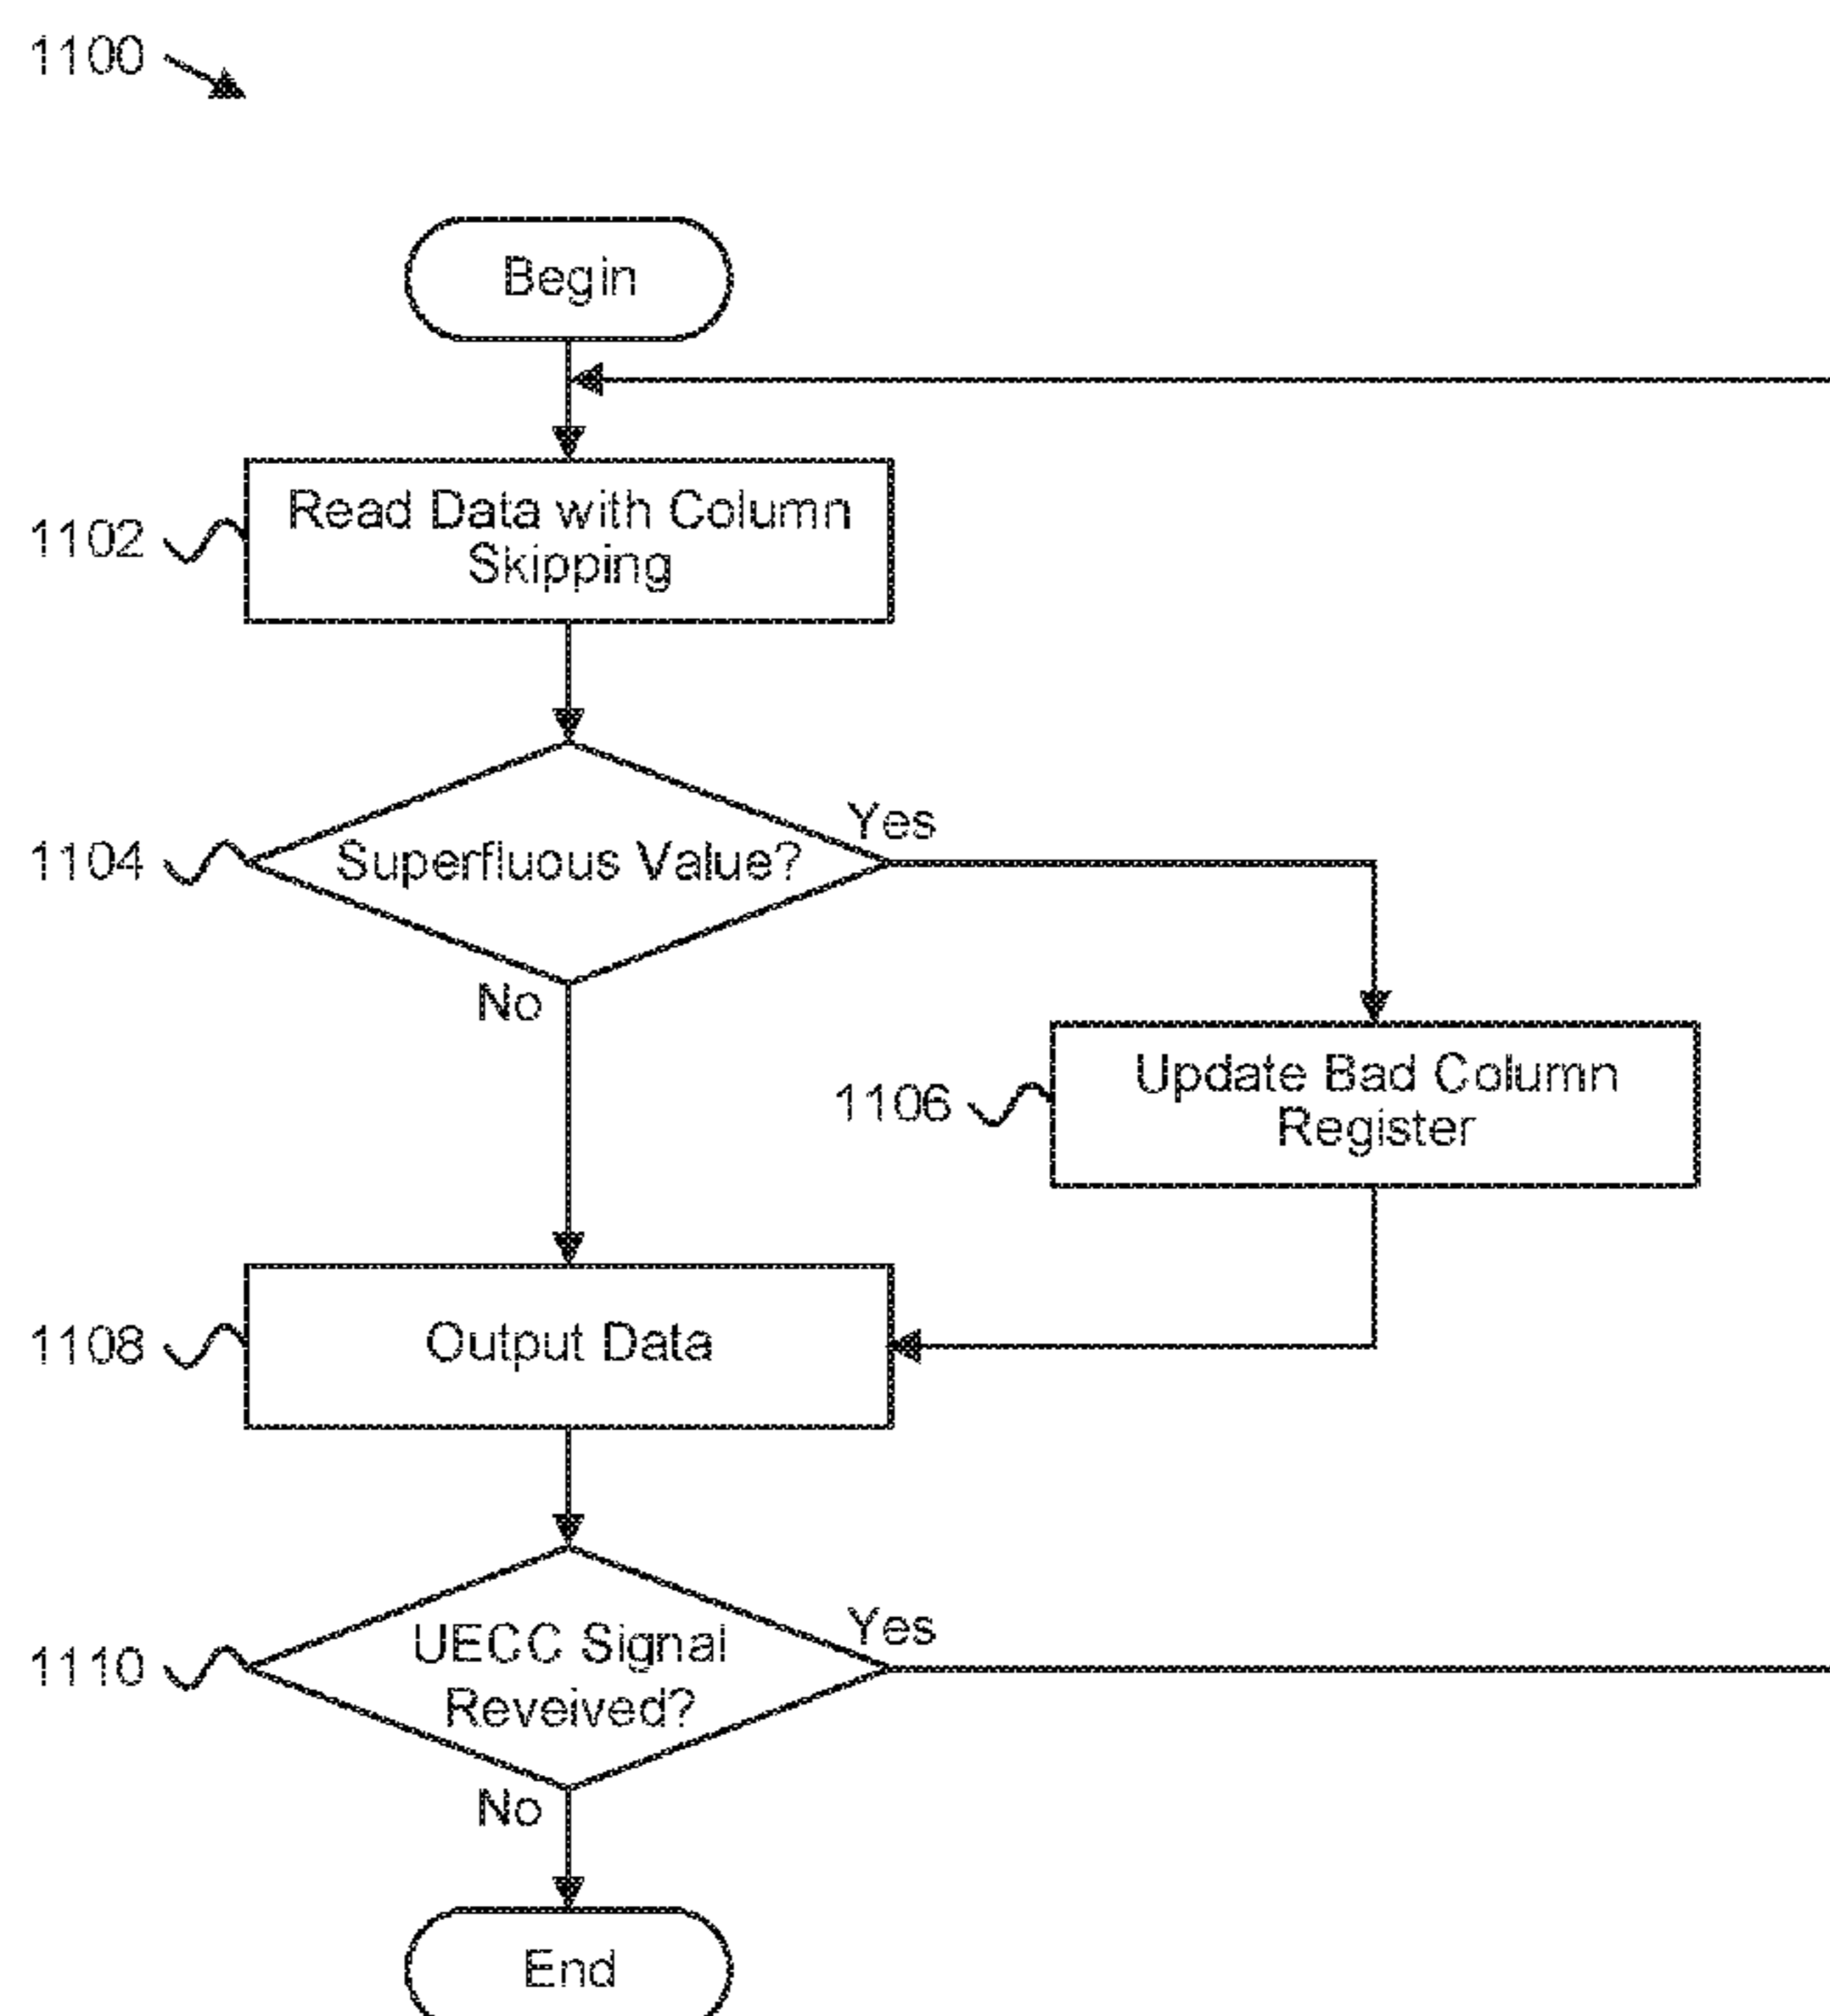 1100
Begin
1102
Read Data with Column
Skipping
1104
Superfluous Value?
Yes
No
1106
Update Bad Column
Register
1108
Output Data
1110
UECC Signal
Reveived?
Yes
No
End